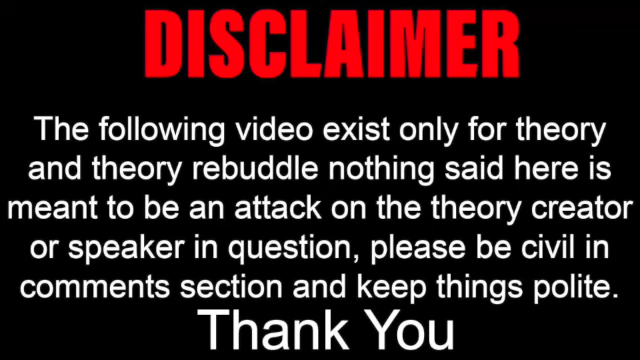 DISCLAIMER
The following video exist only for theory
and theory rebuddle nothing said here is
meant to be an attack on the theory creator
or speaker in question, please be civil in
comments section and keep things polite.
Thank You